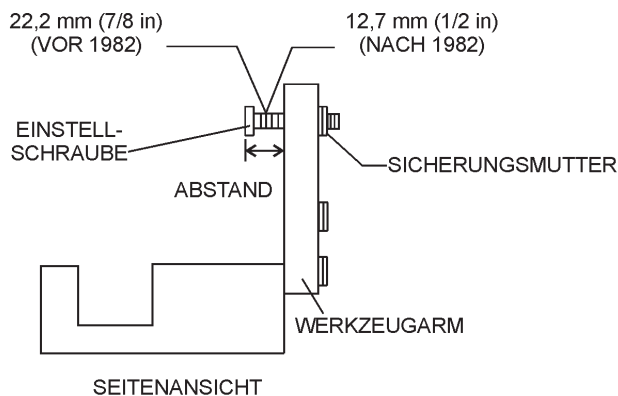 22,2 mm (7/8 in)
(VOR 1982)
12,7 mm (1/2 in)
(NACH 1982)
EINSTELL-
SCHRAUBE
SICHERUNGSMUTTER
ABSTAND
WERKZEUGARM
SEITENANSICHT